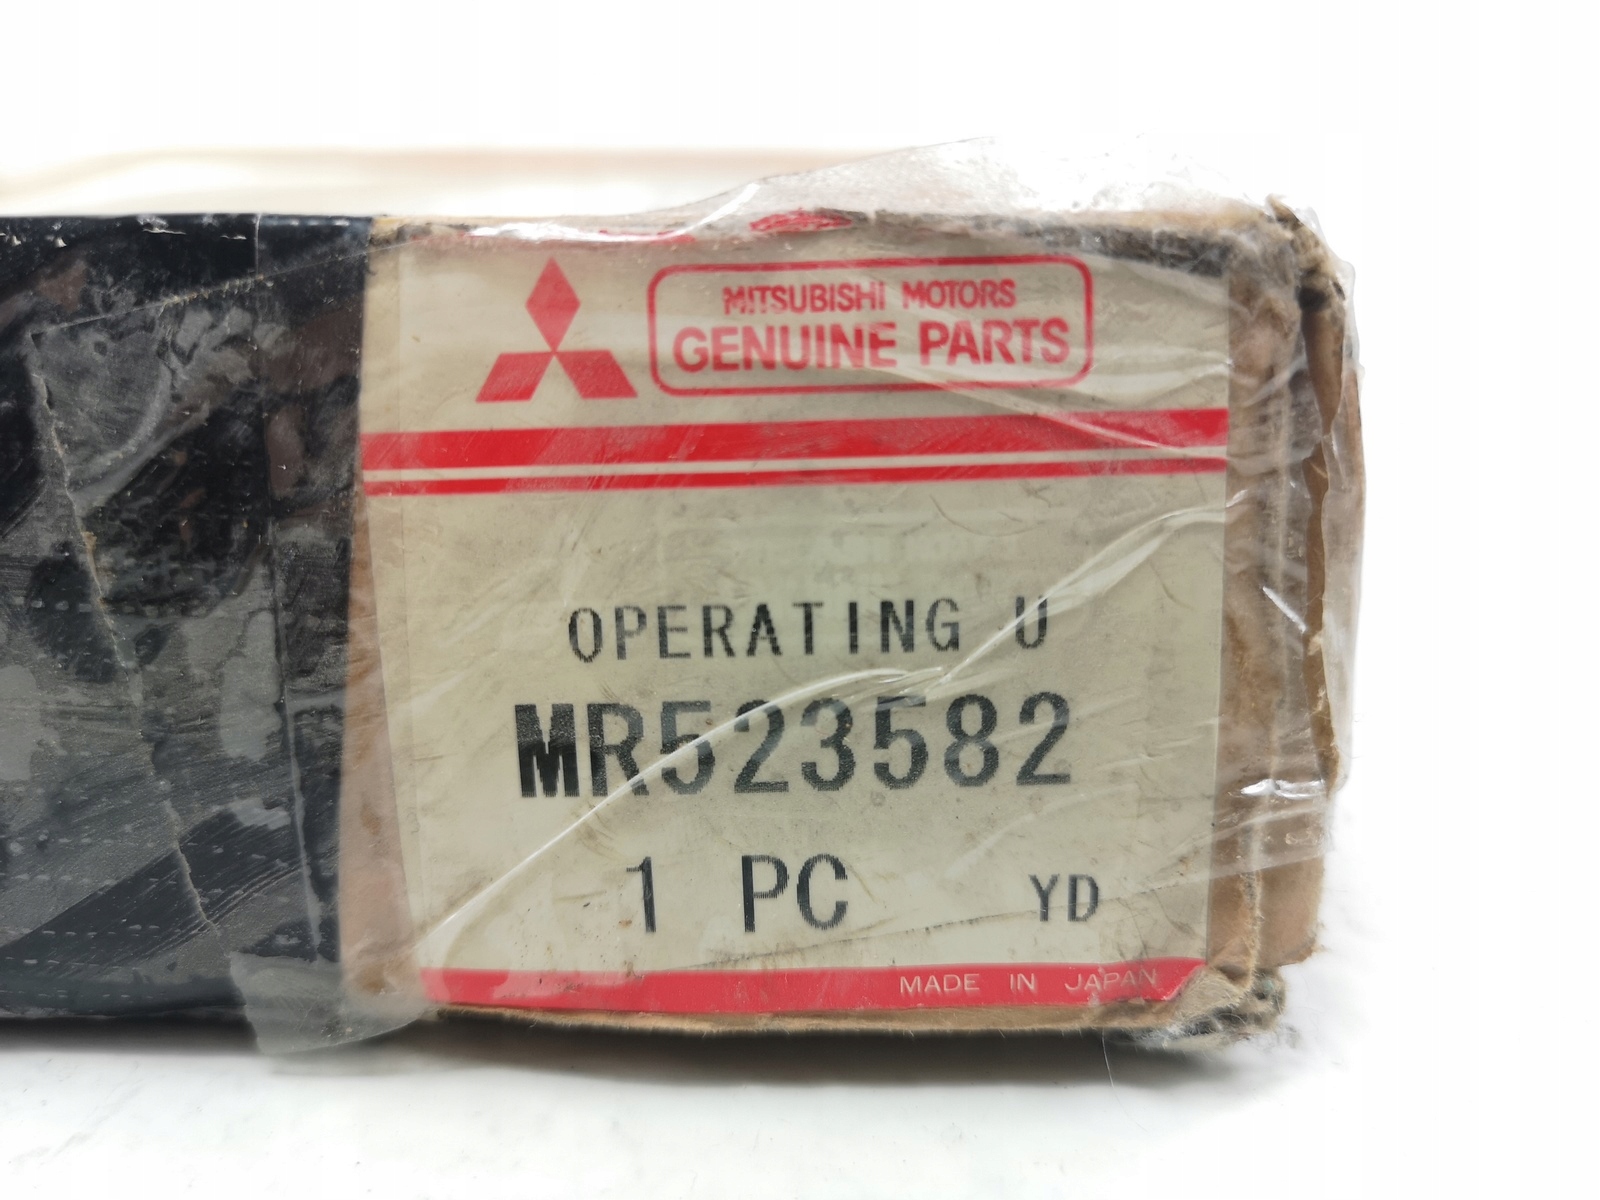 MITSUBISHI MOTORS
GENUINE PARTS
OPERATING U
MR523582
1 PC YD
MADE IN JAPAN